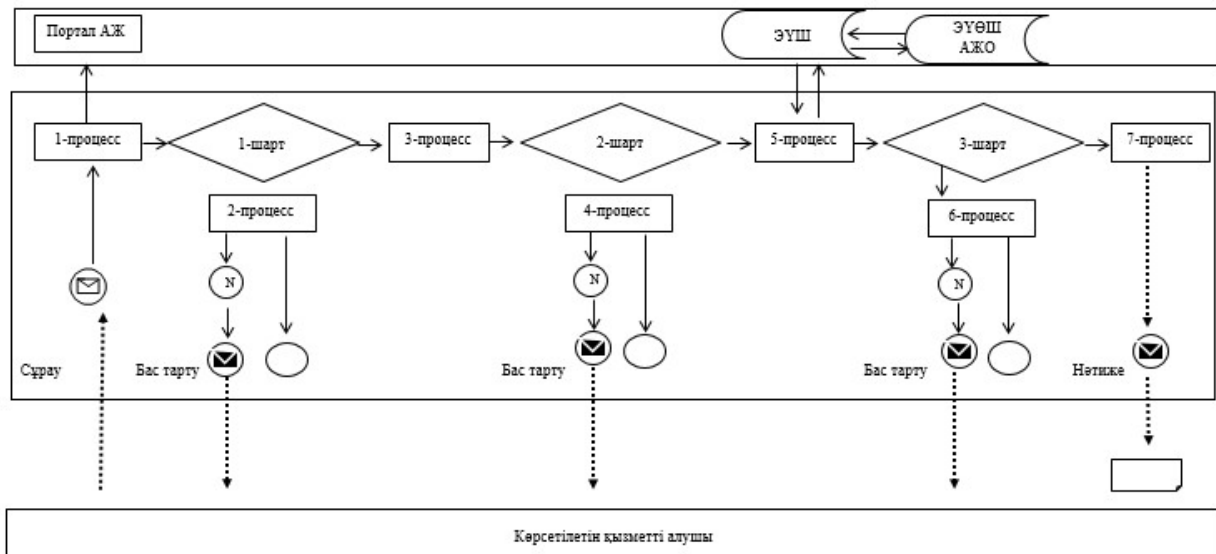 Портал АЖ
ЭҮШ
ЭҮӨШ
АЖО
1-процесс
1-шарт
3-процесс
2-шарт
5-процесс
3-шарт
7-процесс
2-процесс
4-процесс
6-процесс
N
N
N
Сұрау
Бас тарту
Бас тарту
Бас тарту
Нәтиже
Көрсетілетін қызметті алушы